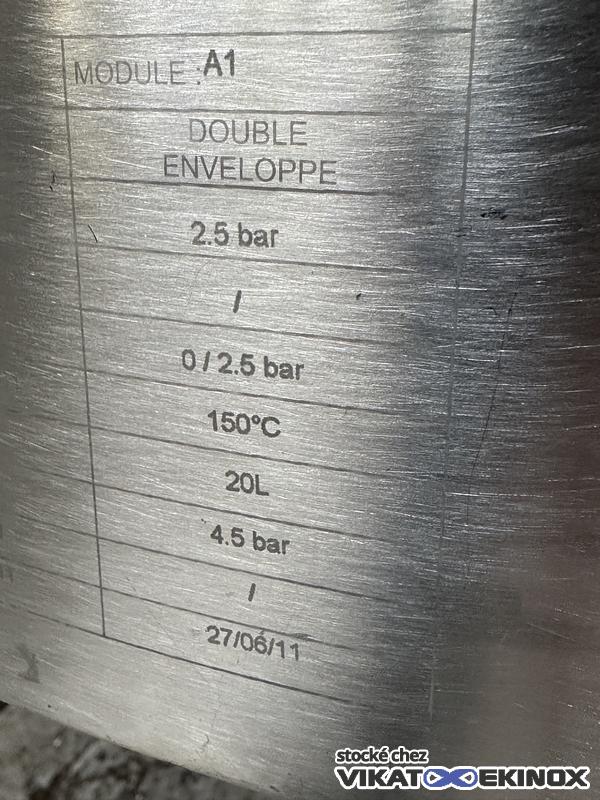 MODULE : A1
DOUBLE
ENVELOPPE
2.5 bar
/
0 / 2.5 bar
150°C
20L
4.5 bar
/
27/06/11
stocké chez
VIKATOO EKINOX